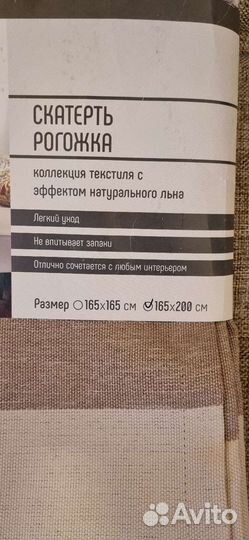 СКАТЕРТЬ
РОГОЖКА
коллекция текстиля с
эффектом натурального льна
Легкий уход
Не впитывает запахи
Отлично сочетается с любым интерьером
Размер 165х165 см 165х200 см
Avito